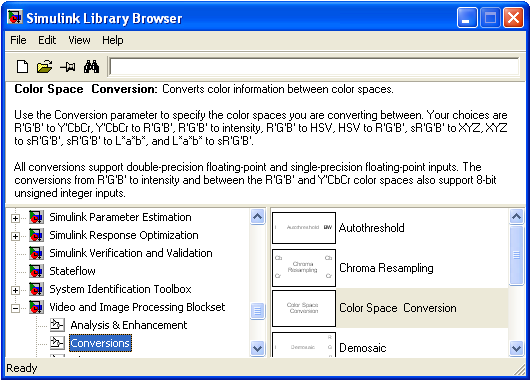 Simulink Library Browser
File Edit View Help
Color Space Conversion: Converts color information between color spaces.
Use the Conversion parameter to specify the color spaces you are converting between. Your choices are
R'G'B' to Y'CbCr, Y'CbCr to R'G'B', R'G'B' to intensity, R'G'B' to HSV, HSV to R'G'B', sR'G'B' to XYZ, XYZ
to sR'G'B', sR'G'B' to L*a*b*, and L*a*b* to sR'G'B'.
All conversions support double-precision floating-point and single-precision floating-point inputs. The
conversions from R'G'B' to intensity and between the R'G'B' and Y'CbCr color spaces also support 8-bit
unsigned integer inputs.
Simulink Parameter Estimation
Simulink Response Optimization
Simulink Verification and Validation
Stateflow
System Identification Toolbox
Video and Image Processing Blockset
Analysis & Enhancement
Conversions
I Autothreshold BW
Autothreshold
Cb Cb
Chroma
Resampling
Cr Cr
Chroma Resampling
Color Space
Conversion
Color Space Conversion
I Demosaic
Demosaic
Ready